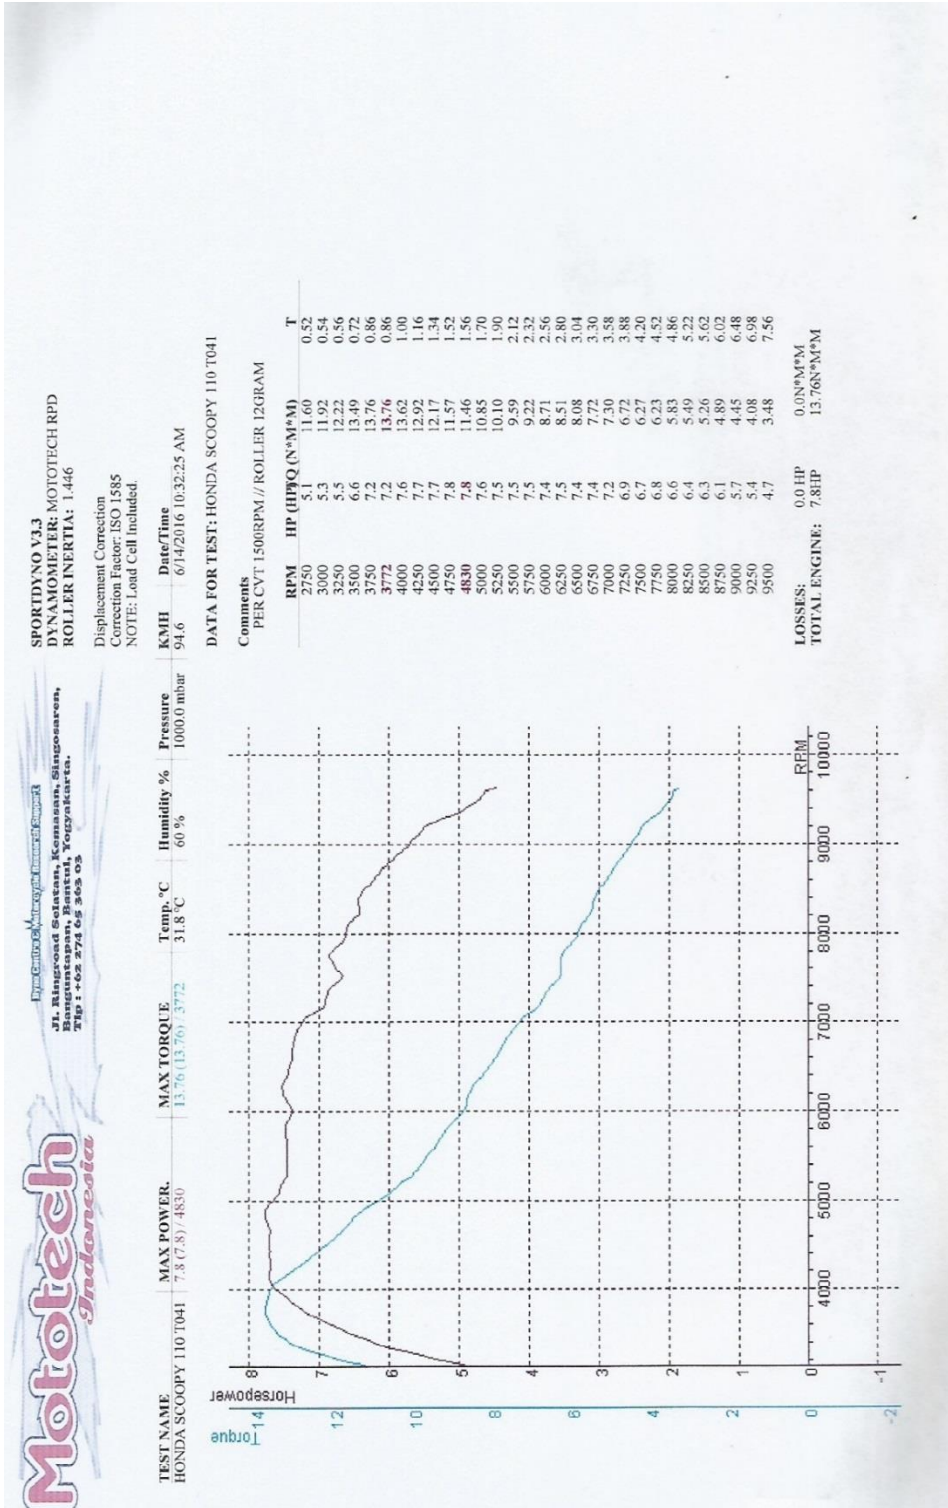 Mototech
Indonesia
Dyno Centre & Motorcycle Research Support
Jl. Ringroad Selatan, Kemasan, Singosaren,
Banguntapan, Bantul, Yogyakarta.
Tlp : +62 274 65 363 03
SPORTDYNO V3.3
DYNAMOMETER: MOTOTECH RPD
ROLLER INERTIA: 1.446
Displacement Correction
Correction Factor: ISO 1585
NOTE: Load Cell Included.
TEST NAME MAX POWER. MAX TORQUE Temp. °C Humidity % Pressure KMH Date/Time
HONDA SCOOPY 110 T041 7.8 (7.8) / 4830 13.76 (13.76) / 3772 31.8 °C 60 % 1000.0 mbar 94.6 6/14/2016 10:32:25 AM
DATA FOR TEST: HONDA SCOOPY 110 T041
Comments
PER CVT 1500RPM // ROLLER 12GRAM
RPM HP (HP) TQ (N*M*M) T
2750 5.1 11.60 0.52
3000 5.3 11.92 0.54
3250 5.5 12.22 0.56
3500 6.6 13.49 0.72
3750 7.2 13.76 0.86
3772 7.2 13.76 0.86
4000 7.6 13.62 1.00
4250 7.7 12.92 1.16
4500 7.7 12.17 1.34
4750 7.8 11.57 1.52
4830 7.8 11.46 1.56
5000 7.6 10.85 1.70
5250 7.5 10.10 1.90
5500 7.5 9.59 2.12
5750 7.5 9.22 2.32
6000 7.4 8.71 2.56
6250 7.5 8.51 2.80
6500 7.4 8.08 3.04
6750 7.4 7.72 3.30
7000 7.2 7.30 3.58
7250 6.9 6.72 3.88
7500 6.7 6.27 4.20
7750 6.8 6.23 4.52
8000 6.6 5.83 4.86
8250 6.4 5.49 5.22
8500 6.3 5.26 5.62
8750 6.1 4.89 6.02
9000 5.7 4.45 6.48
9250 5.4 4.08 6.98
9500 4.7 3.48 7.56
LOSSES: 0.0 HP 0.0N*M*M
TOTAL ENGINE: 7.8HP 13.76N*M*M
Torque
Horsepower
14
12
10
8
6
4
2
0
-2
8
7
6
5
4
3
2
1
0
-1
4000 5000 6000 7000 8000 9000 10000
RPM